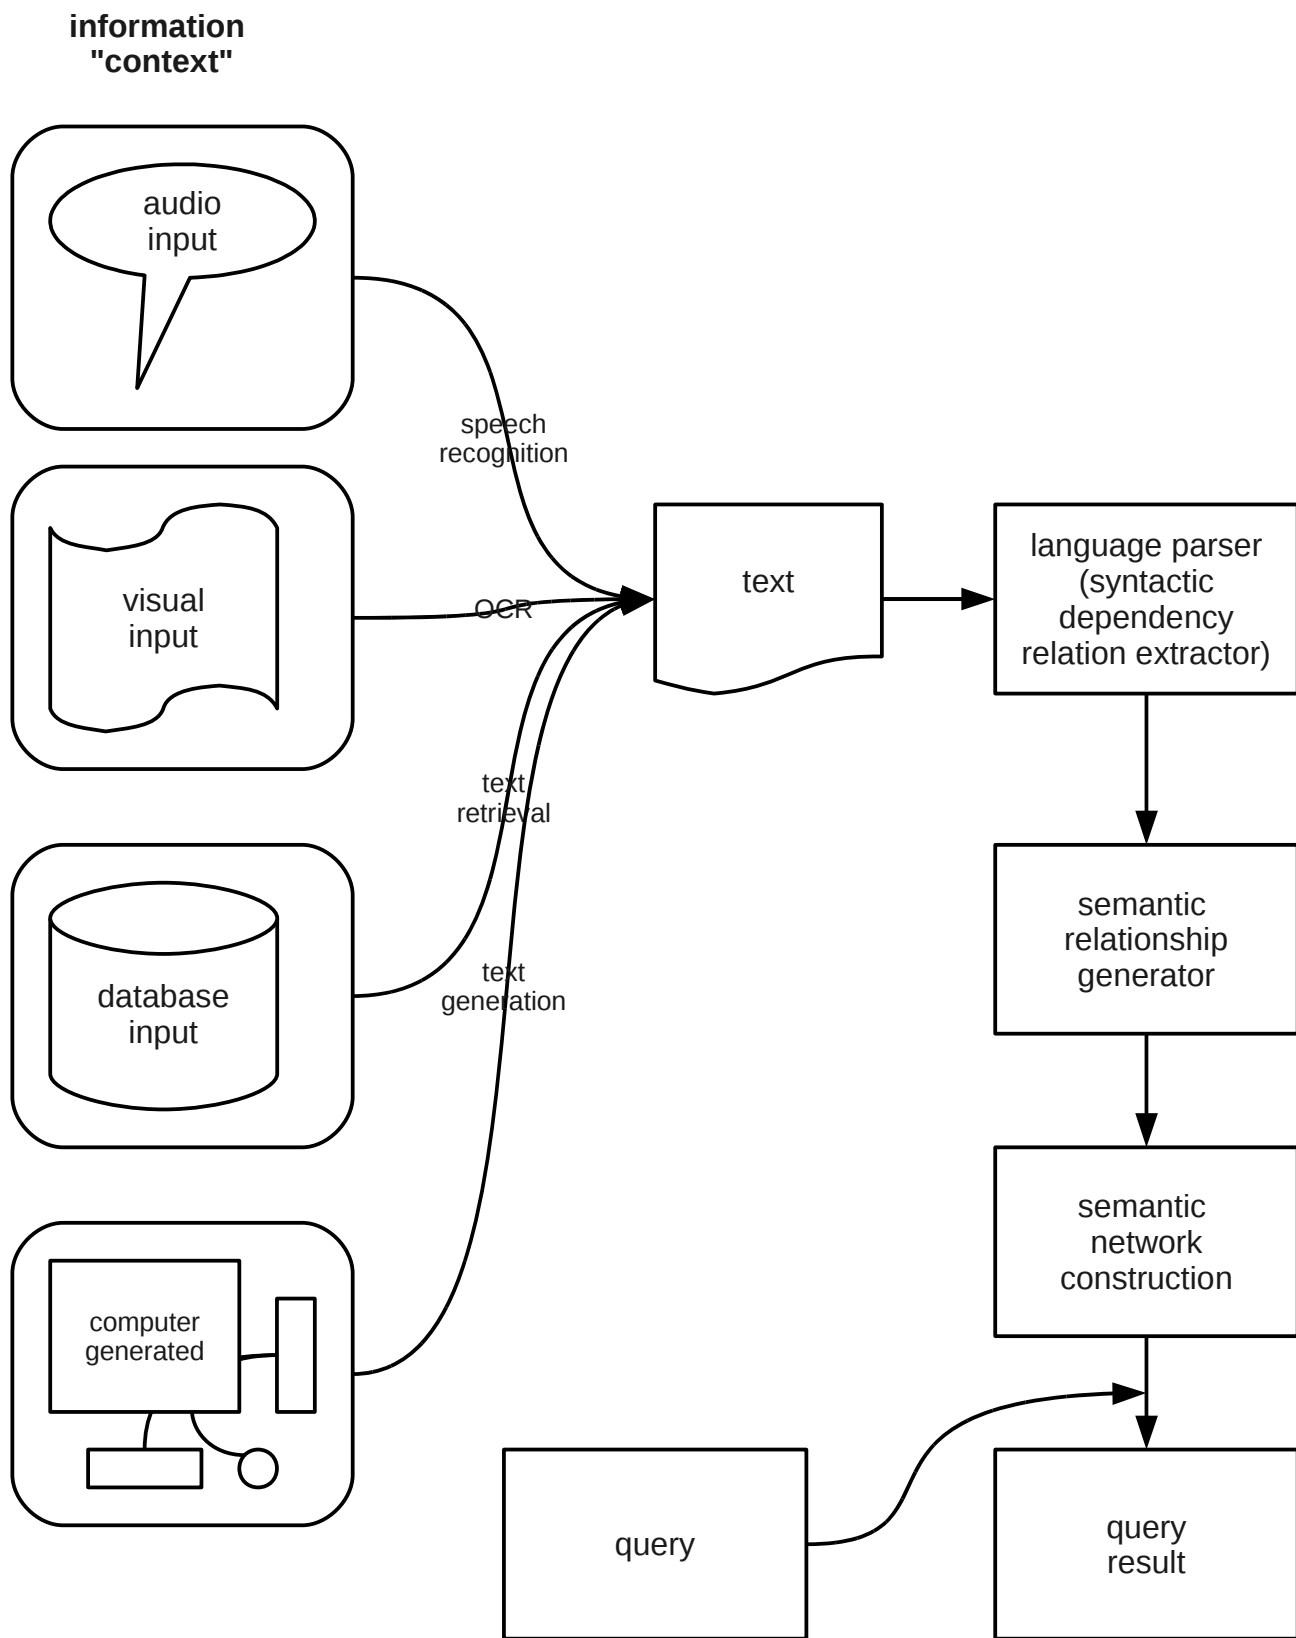 information
"context"
audio
input
speech
recognition
visual
input
OCR
text
language parser
(syntactic
dependency
relation extractor)
text
retrieval
semantic
relationship
generator
database
input
text
generation
semantic
network
construction
computer
generated
query
query
result